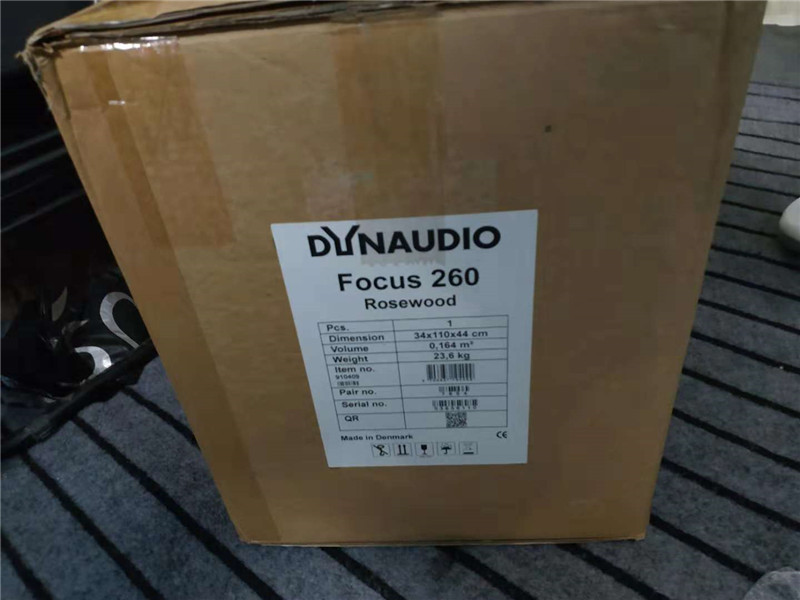 DYNAUDIO
Focus 260
Rosewood
Pcs. 1
Dimension 34x110x44 cm
Volume 0,164 m³
Weight 23,6 kg
Item no.
910409
Pair no.
Serial no.
QR
Made in Denmark CE